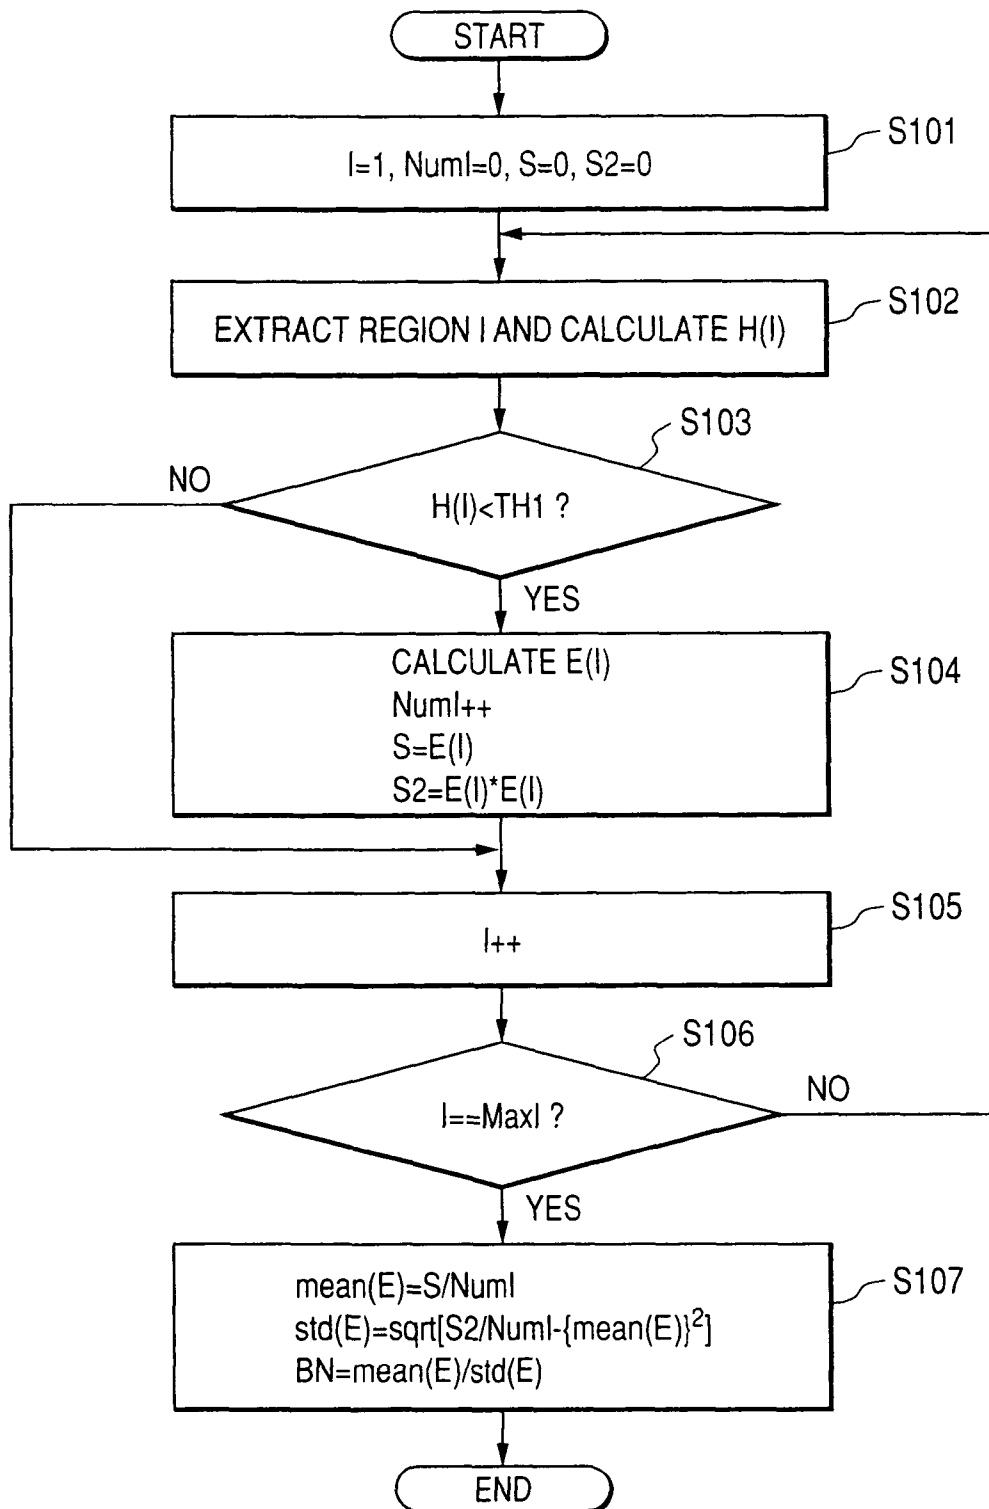 START
S101
I=1, NumI=0, S=0, S2=0
S102
EXTRACT REGION I AND CALCULATE H(I)
S103
NO
H(I)<TH1 ?
YES
CALCULATE E(I)
NumI++
S=E(I)
S2=E(I)*E(I)
S104
S105
I++
S106
NO
I==MaxI ?
YES
S107
mean(E)=S/NumI
std(E)=sqrt[S2/NumI-{mean(E)}²]
BN=mean(E)/std(E)
END